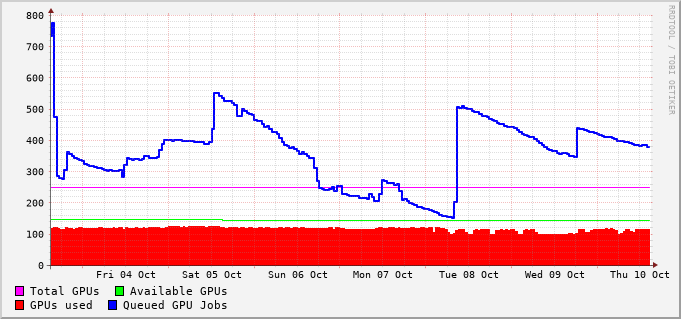 800
700
600
500
400
300
200
100
0
Fri 04 Oct Sat 05 Oct Sun 06 Oct Mon 07 Oct Tue 08 Oct Wed 09 Oct Thu 10 Oct
Total GPUs Available GPUs
GPUs used Queued GPU Jobs
RRDTOOL / TOBI OETIKER